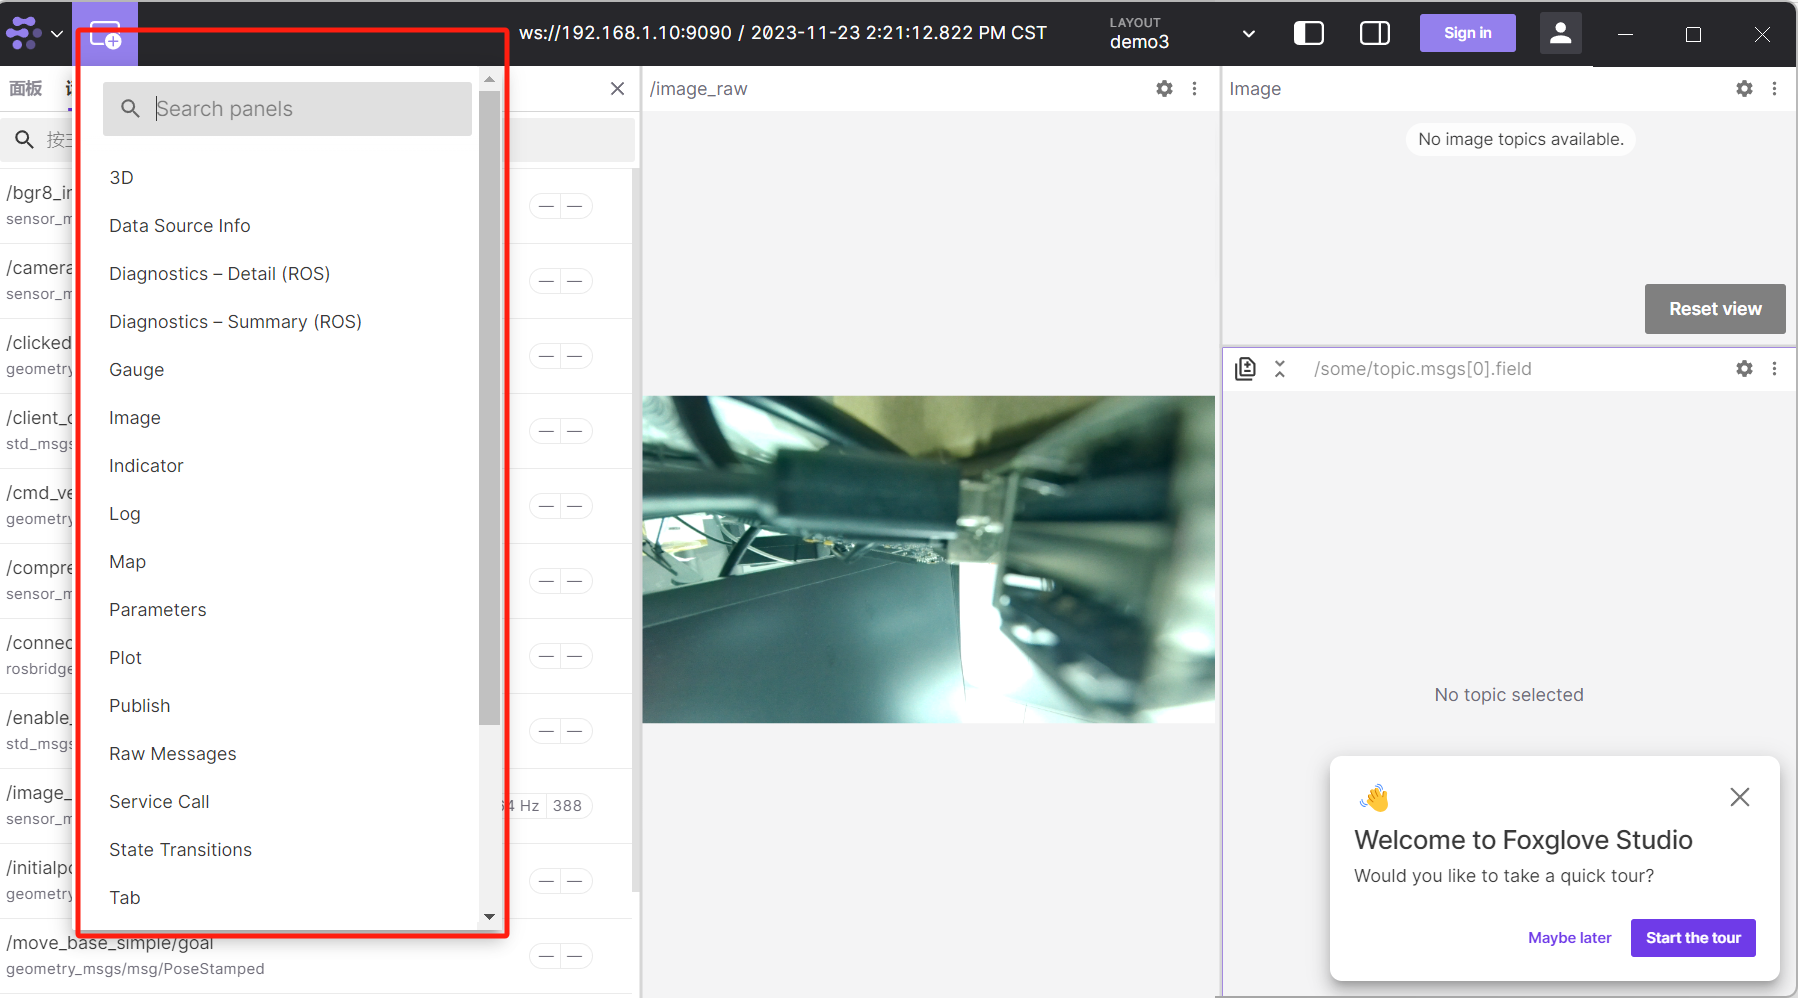 ws://192.168.1.10:9090 / 2023-11-23 2:21:12.822 PM CST
LAYOUT
demo3
Sign in
面板
Search panels
3D
Data Source Info
Diagnostics – Detail (ROS)
Diagnostics – Summary (ROS)
Gauge
Image
Indicator
Log
Map
Parameters
Plot
Publish
Raw Messages
Service Call
State Transitions
Tab
按
/bgr8_i
sensor_m
/camera
sensor_m
/clicked
geometry
/client_c
std_msgs
/cmd_ve
geometry
/compre
sensor_m
/connec
rosbridge
/enable_
std_msgs
/image_
sensor_m
64 Hz 388
/initialpo
geometry
/move_base_simple/goal
geometry_msgs/msg/PoseStamped
/image_raw
Image
No image topics available.
Reset view
/some/topic.msgs[0].field
No topic selected
Welcome to Foxglove Studio
Would you like to take a quick tour?
Maybe later
Start the tour